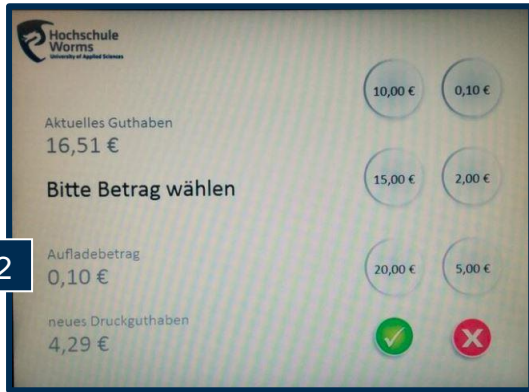 Hochschule
Worms
University of Applied Sciences
10,00 €
0,10 €
Aktuelles Guthaben
16,51 €
15,00 €
2,00 €
Bitte Betrag wählen
2
Aufladebetrag
0,10 €
20,00 €
5,00 €
neues Druckguthaben
4,29 €